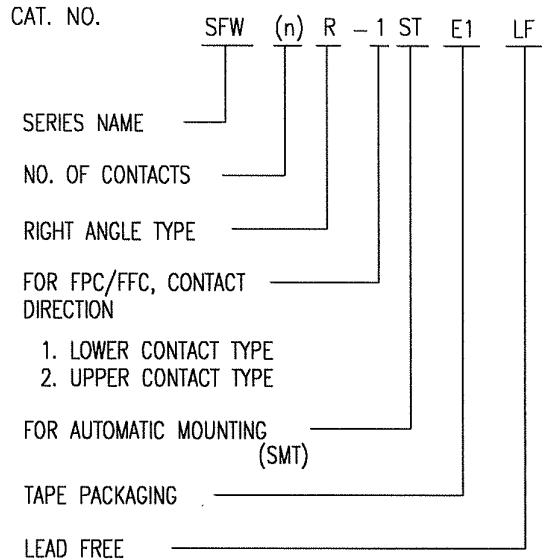 CAT. NO.
SFW (n) R - 1 ST E1 LF
SERIES NAME
NO. OF CONTACTS
RIGHT ANGLE TYPE
FOR FPC/FFC, CONTACT
DIRECTION
1. LOWER CONTACT TYPE
2. UPPER CONTACT TYPE
FOR AUTOMATIC MOUNTING
(SMT)
TAPE PACKAGING
LEAD FREE